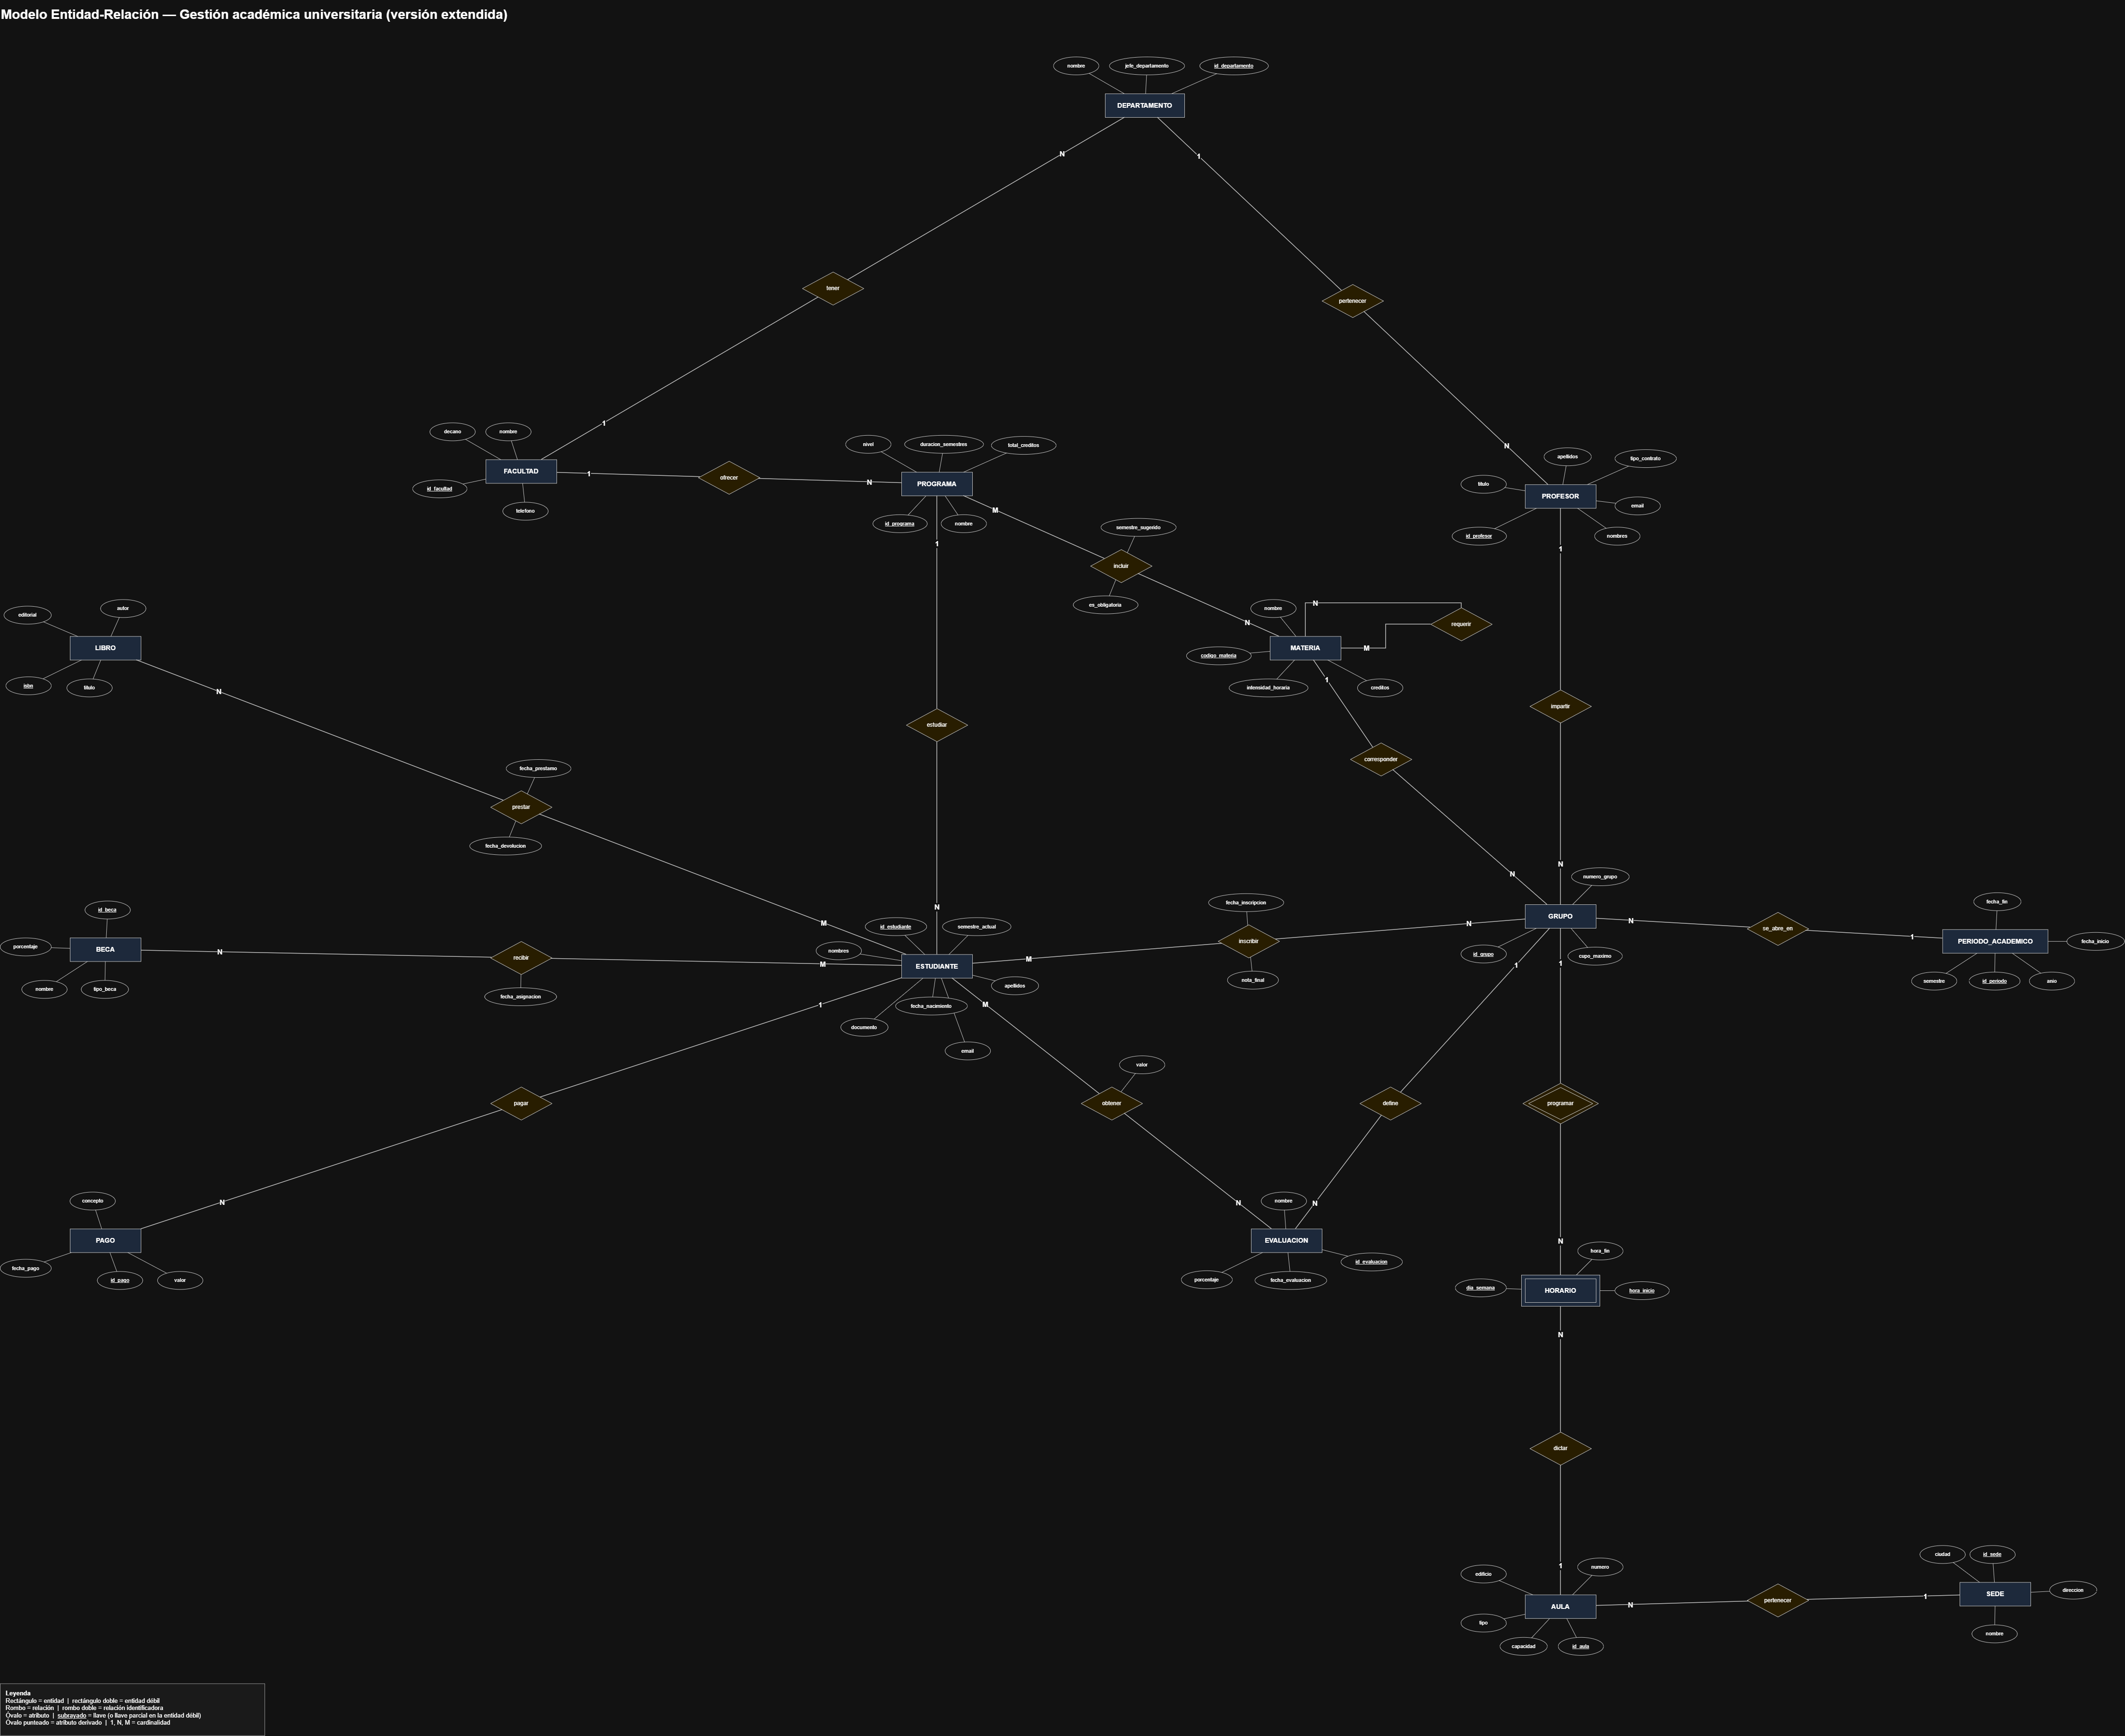 Modelo Entidad-Relación — Gestión académica universitaria (versión extendida)
nombre
jefe_departamento
id_departamento
DEPARTAMENTO
N
1
tener
pertenecer
1
N
decano
nombre
FACULTAD
id_facultad
telefono
1
ofrecer
N
nivel
duracion_semestres
total_creditos
PROGRAMA
id_programa
nombre
M
1
apellidos
tipo_contrato
titulo
PROFESOR
email
id_profesor
nombres
1
semestre_sugerido
incluir
es_obligatoria
N
nombre
N
requerir
MATERIA
M
codigo_materia
intensidad_horaria
creditos
1
editorial
autor
LIBRO
isbn
titulo
N
estudiar
impartir
corresponder
fecha_prestamo
prestar
fecha_devolucion
M
N
N
N
numero_grupo
GRUPO
id_grupo
cupo_maximo
N
se_abre_en
1
fecha_fin
PERIODO_ACADEMICO
fecha_inicio
semestre
id_periodo
anio
id_beca
porcentaje
BECA
nombre
tipo_beca
N
recibir
fecha_asignacion
M
id_estudiante
semestre_actual
nombres
ESTUDIANTE
apellidos
fecha_nacimiento
documento
email
fecha_inscripcion
M
inscribir
N
nota_final
1
M
1
1
valor
pagar
obtener
define
programar
N
concepto
PAGO
fecha_pago
id_pago
valor
N
N
nombre
EVALUACION
porcentaje
fecha_evaluacion
id_evaluacion
N
hora_fin
dia_semana
HORARIO
hora_inicio
N
dictar
1
edificio
numero
AULA
tipo
capacidad
id_aula
N
pertenecer
1
ciudad
id_sede
SEDE
direccion
nombre
Leyenda
Rectángulo = entidad | rectángulo doble = entidad débil
Rombo = relación | rombo doble = relación identificadora
Óvalo = atributo | subrayado = llave (o llave parcial en la entidad débil)
Óvalo punteado = atributo derivado | 1, N, M = cardinalidad